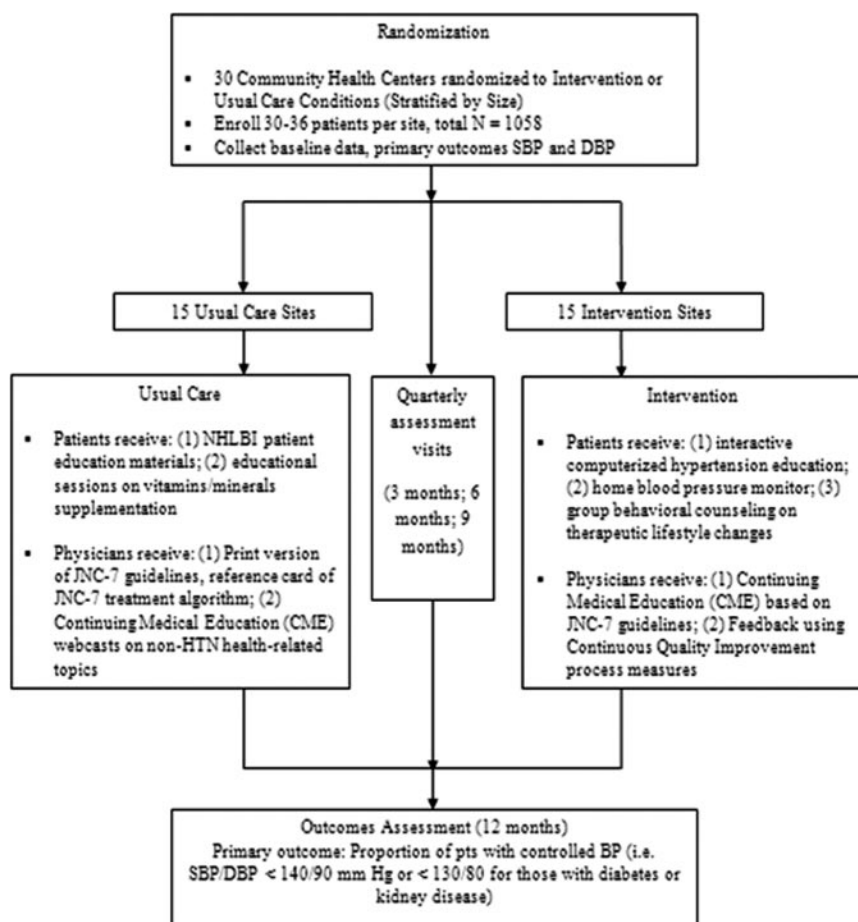 Randomization
▪ 30 Community Health Centers randomized to Intervention or
Usual Care Conditions (Stratified by Size)
▪ Enroll 30-36 patients per site, total N = 1058
▪ Collect baseline data, primary outcomes SBP and DBP
15 Usual Care Sites
15 Intervention Sites
Usual Care
▪ Patients receive: (1) NHLBI patient
education materials; (2) educational
sessions on vitamins/minerals
supplementation
▪ Physicians receive: (1) Print version
of JNC-7 guidelines, reference card of
JNC-7 treatment algorithm; (2)
Continuing Medical Education (CME)
webcasts on non-HTN health-related
topics
Quarterly
assessment
visits
(3 months; 6
months; 9
months)
Intervention
▪ Patients receive: (1) interactive
computerized hypertension education;
(2) home blood pressure monitor; (3)
group behavioral counseling on
therapeutic lifestyle changes
▪ Physicians receive: (1) Continuing
Medical Education (CME) based on
JNC-7 guidelines; (2) Feedback using
Continuous Quality Improvement
process measures
Outcomes Assessment (12 months)
Primary outcome: Proportion of pts with controlled BP (i.e.
SBP/DBP < 140/90 mm Hg or < 130/80 for those with diabetes or
kidney disease)